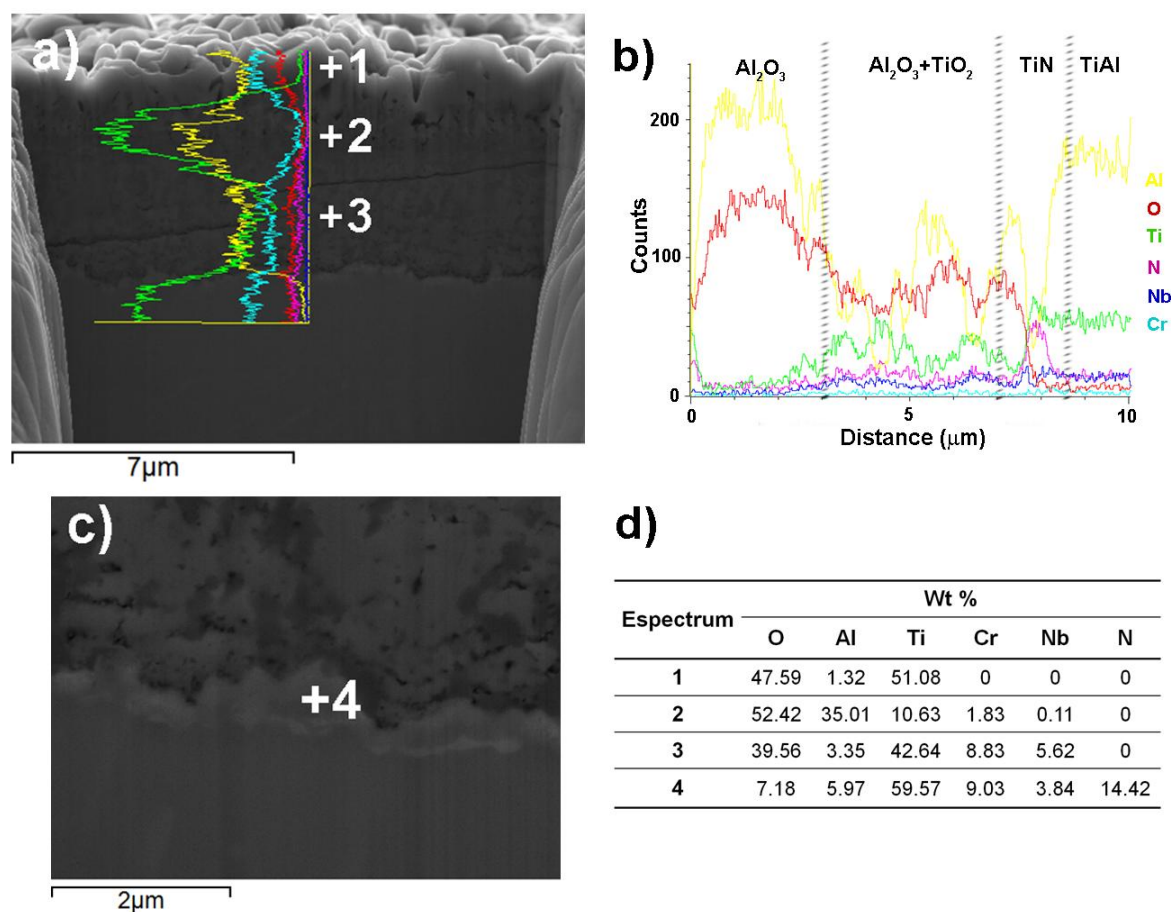 a)
+1
+2
+3
7µm
b)
Al₂O₃
Al₂O₃+TiO₂
TiN
TiAl
200
100
0
Counts
0
5
10
Distance (µm)
Al
O
Ti
N
Nb
Cr
c)
+4
2µm
d)
Espectrum
Wt %
O Al Ti Cr Nb N
1 47.59 1.32 51.08 0 0 0
2 52.42 35.01 10.63 1.83 0.11 0
3 39.56 3.35 42.64 8.83 5.62 0
4 7.18 5.97 59.57 9.03 3.84 14.42